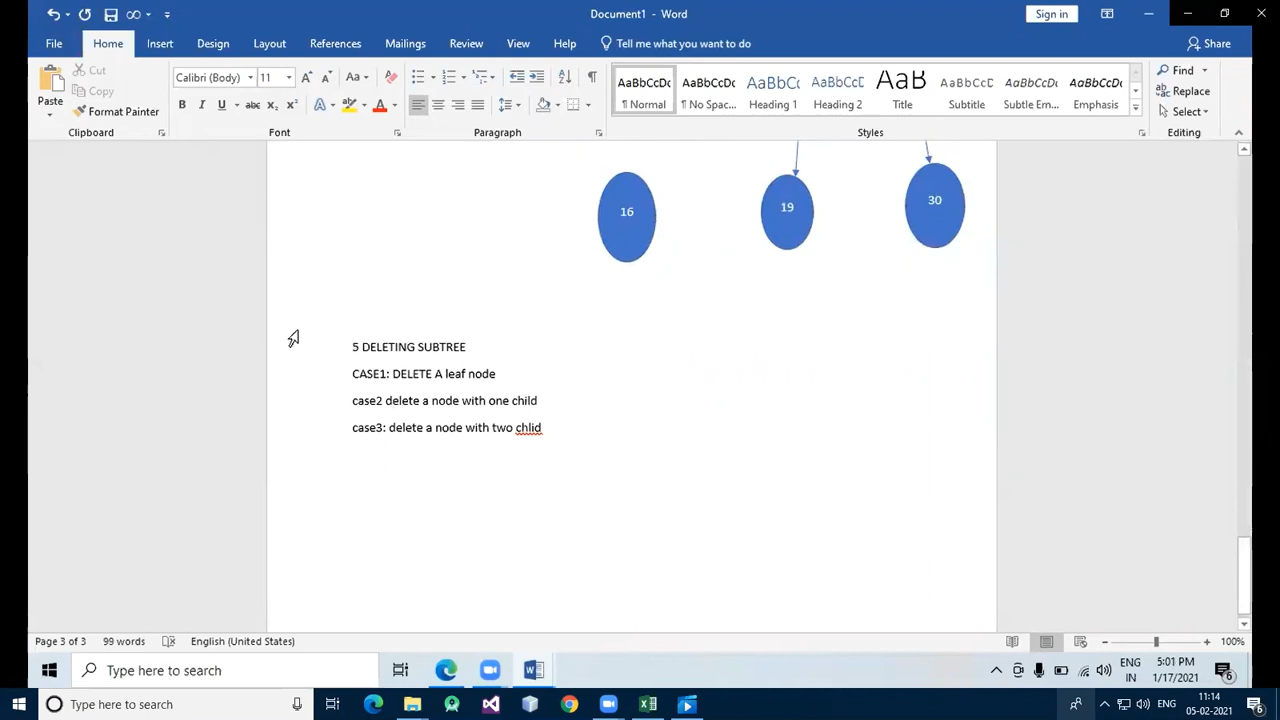 Document1 - Word
Sign in
File Home Insert Design Layout References Mailings Review View Help Tell me what you want to do Share
Paste
Cut
Copy
Format Painter
Clipboard
Calibri (Body) 11
Font
Paragraph
AaBbCcDc AaBbCcDc AaBbCc AaBbCcD AaB AaBbCcD AaBbCcDc AaBbCcDc
¶ Normal ¶ No Spac... Heading 1 Heading 2 Title Subtitle Subtle Em... Emphasis
Styles
Find
Replace
Select
Editing
16
19
30
5 DELETING SUBTREE
CASE1: DELETE A leaf node
case2 delete a node with one child
case3: delete a node with two chlid
Page 3 of 3 99 words English (United States) 100%
Type here to search
ENG
IN
5:01 PM
1/17/2021
6
Type here to search
ENG
11:14
05-02-2021
6